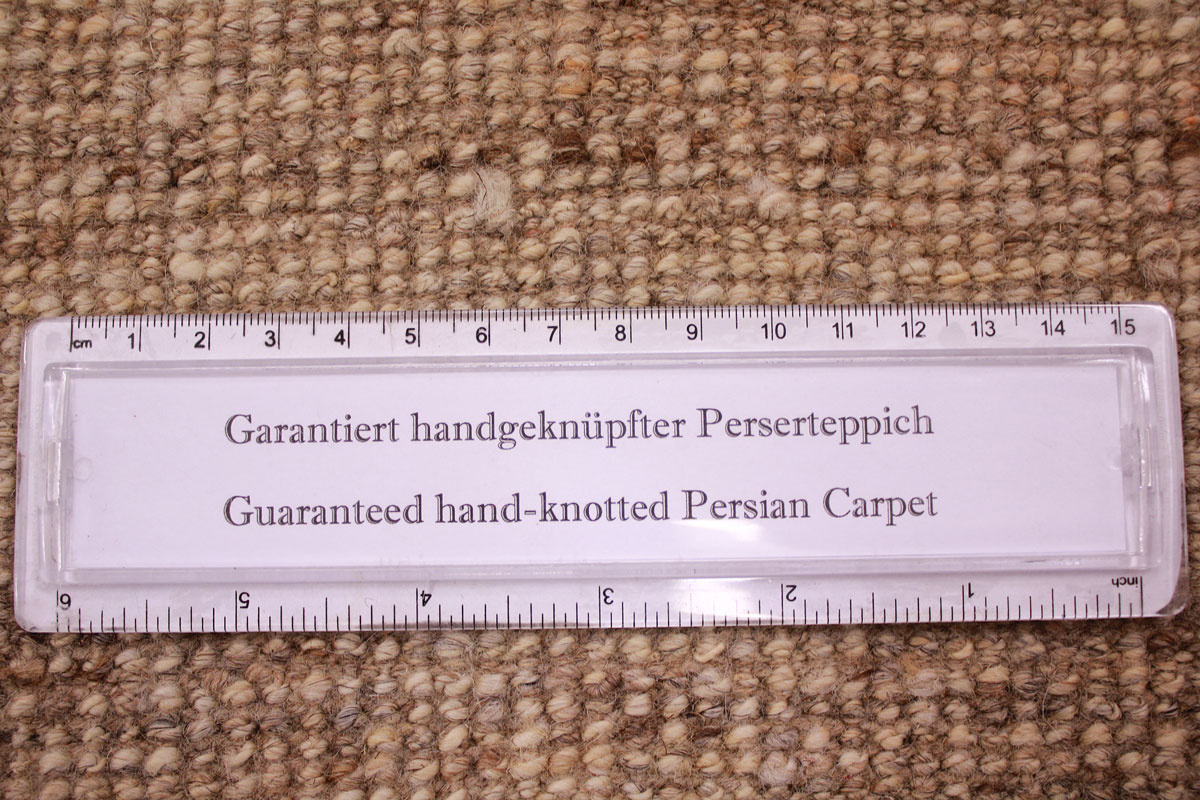 cm 1 2 3 4 5 6 7 8 9 10 11 12 13 14 15
Garantiert handgeknüpfter Perserteppich
Guaranteed hand-knotted Persian Carpet
6 5 4 3 2 1 inch